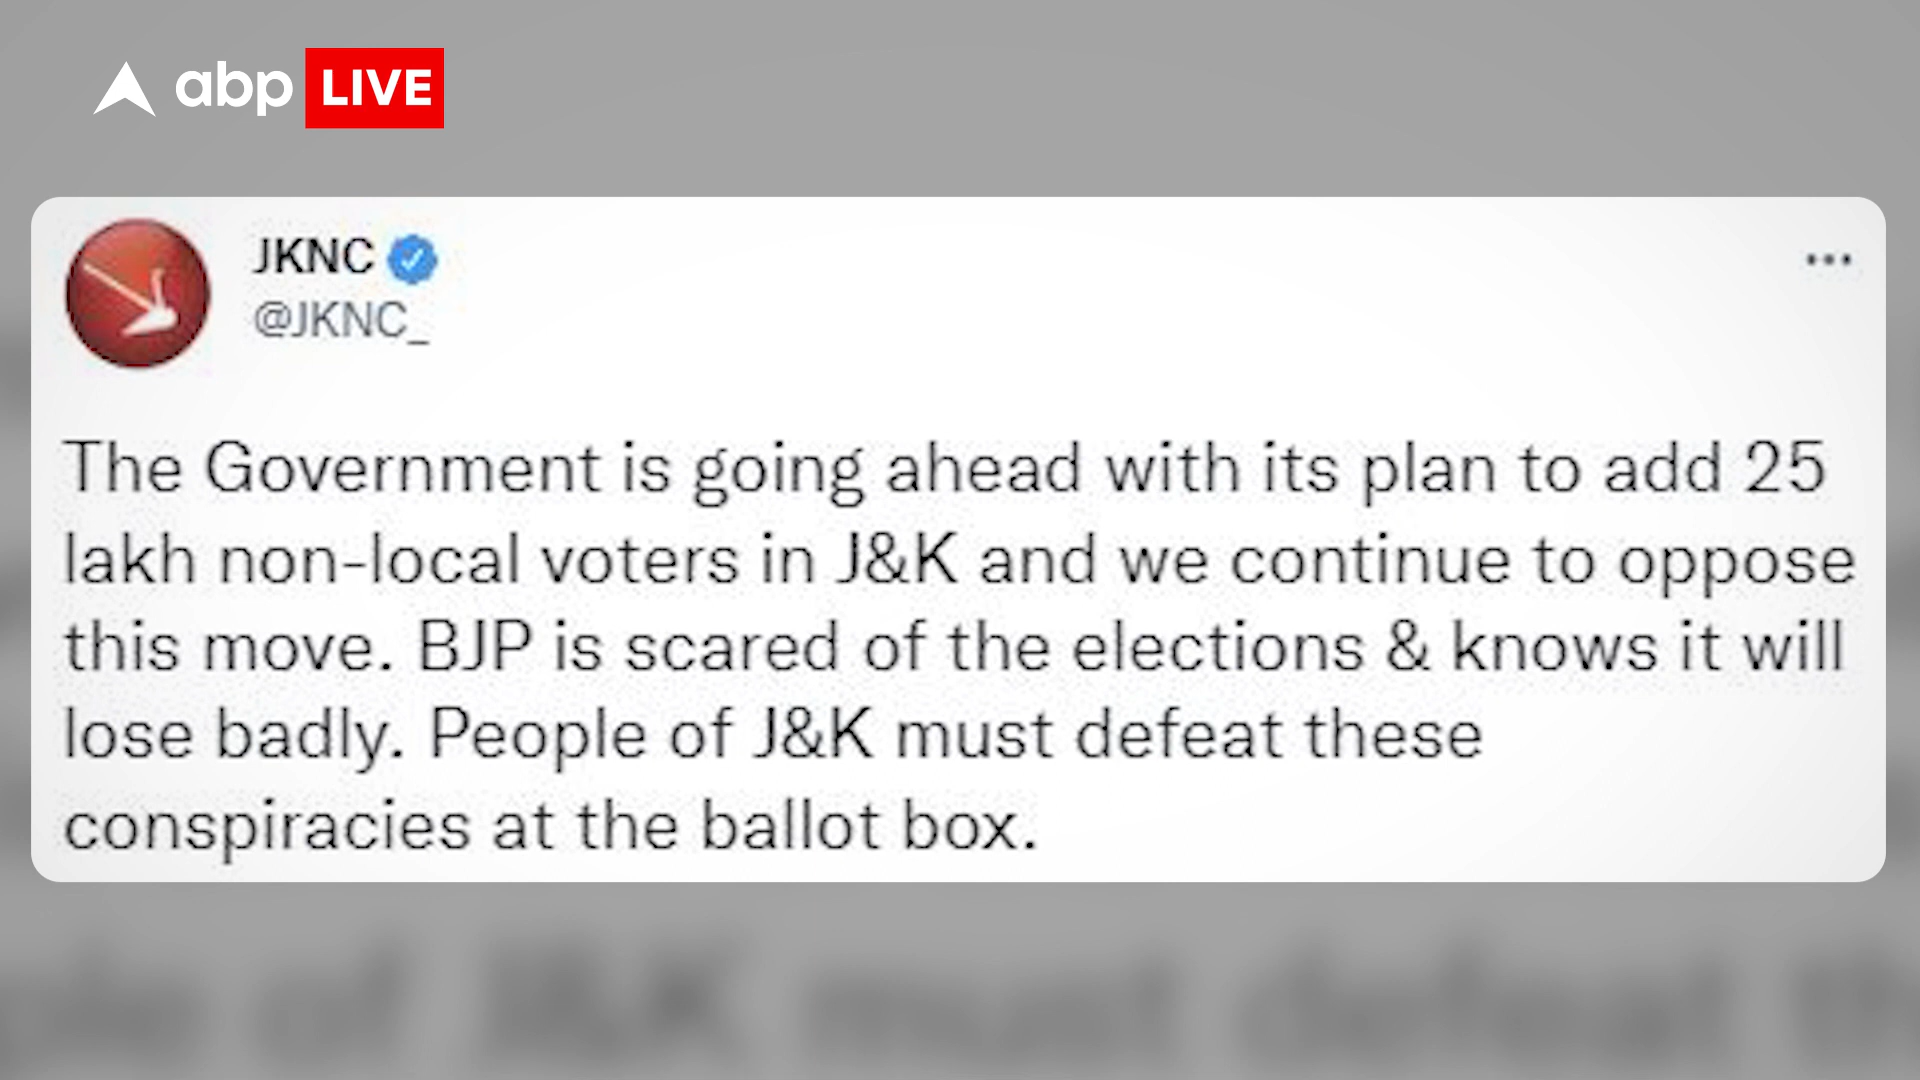 abp LIVE
JKNC
@JKNC_
The Government is going ahead with its plan to add 25
lakh non-local voters in J&K and we continue to oppose
this move. BJP is scared of the elections & knows it will
lose badly. People of J&K must defeat these
conspiracies at the ballot box.